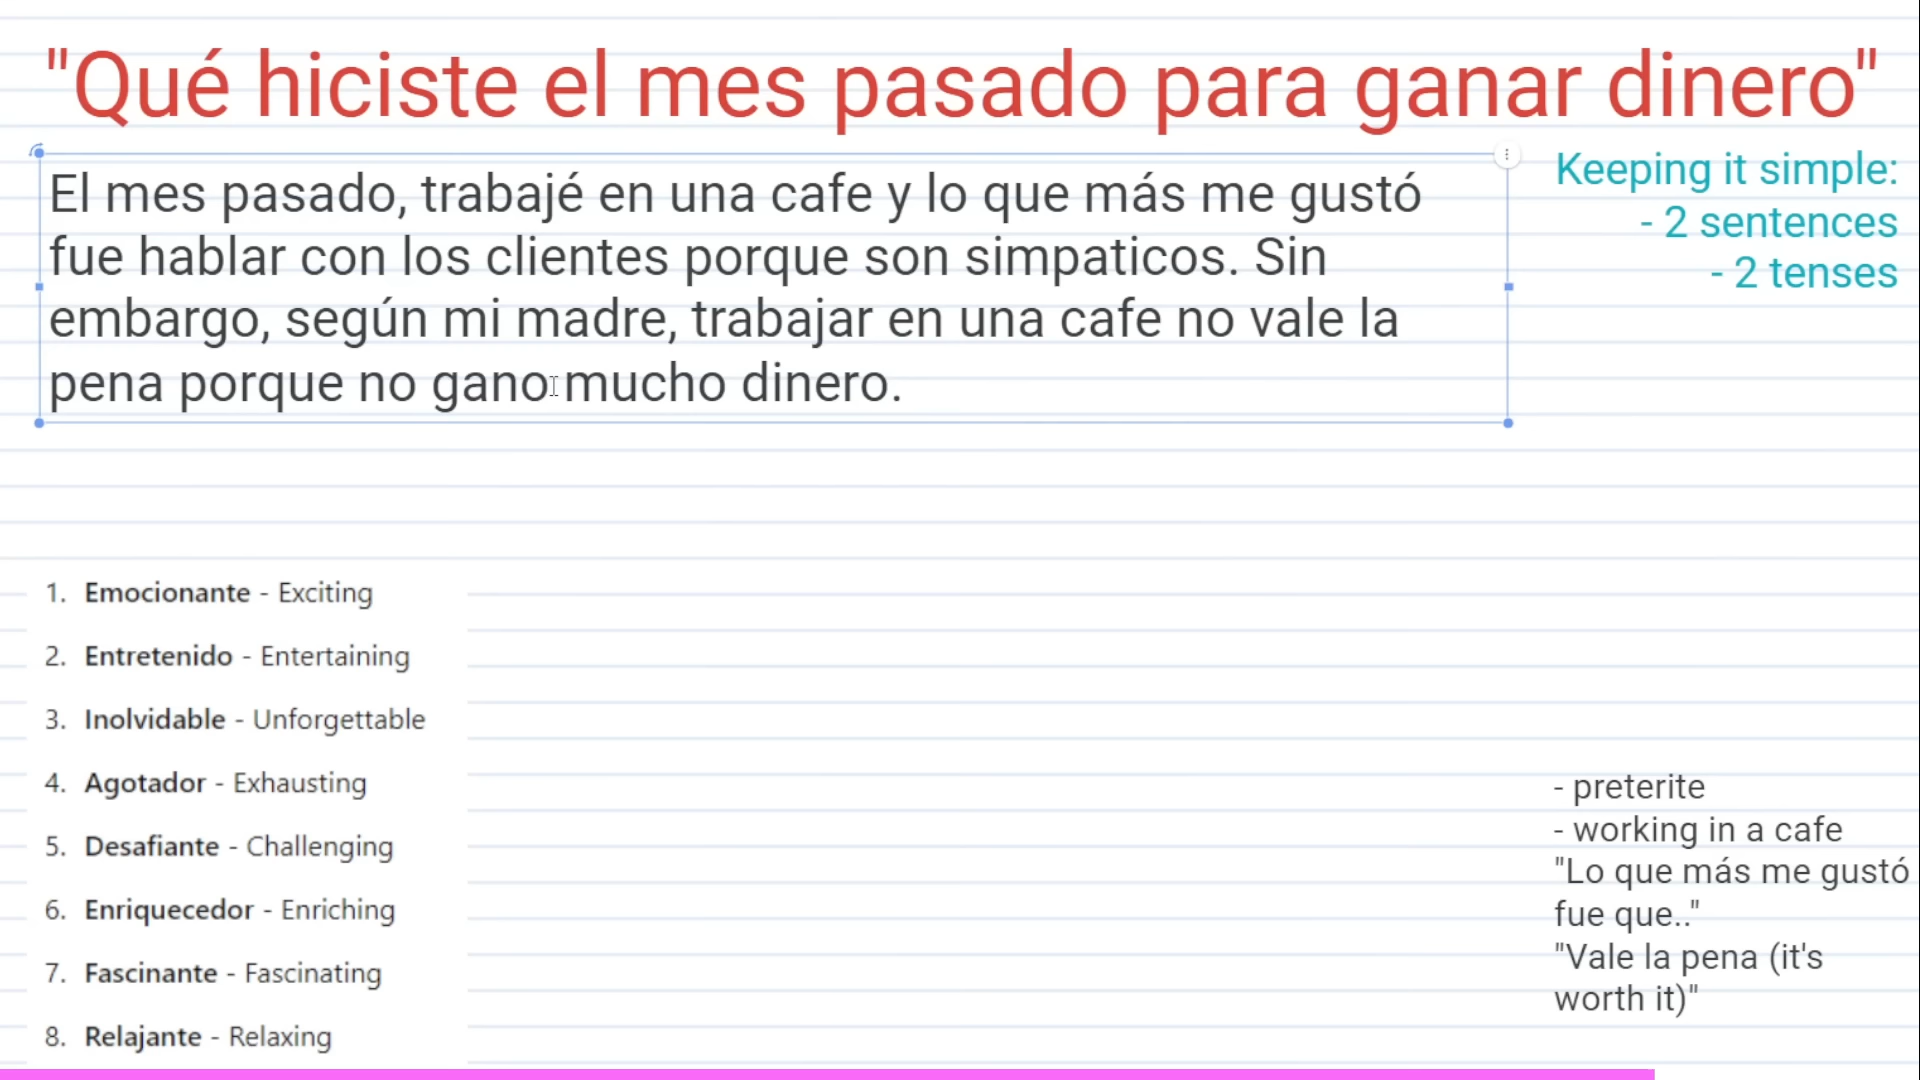 "Qué hiciste el mes pasado para ganar dinero"
El mes pasado, trabajé en una cafe y lo que más me gustó
fue hablar con los clientes porque son simpaticos. Sin
embargo, según mi madre, trabajar en una cafe no vale la
pena porque no gano mucho dinero.
Keeping it simple:
- 2 sentences
- 2 tenses
1. Emocionante - Exciting
2. Entretenido - Entertaining
3. Inolvidable - Unforgettable
4. Agotador - Exhausting
5. Desafiante - Challenging
6. Enriquecedor - Enriching
7. Fascinante - Fascinating
8. Relajante - Relaxing
- preterite
- working in a cafe
"Lo que más me gustó
fue que.."
"Vale la pena (it's
worth it)"